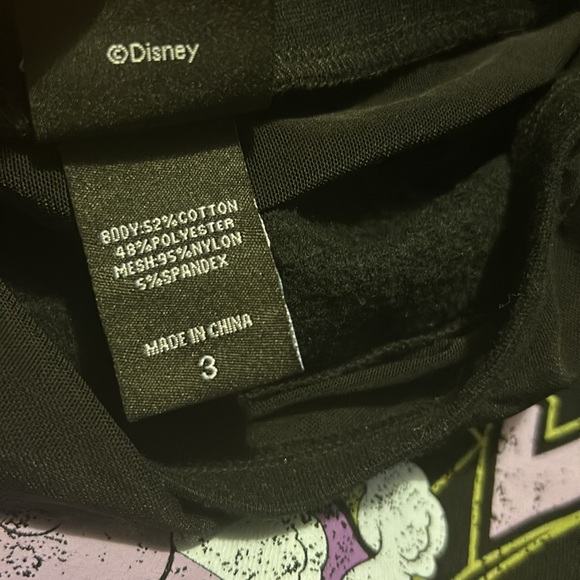 ©Disney
BODY:52%COTTON
48%POLYESTER
MESH:95%NYLON
5%SPANDEX
MADE IN CHINA
3